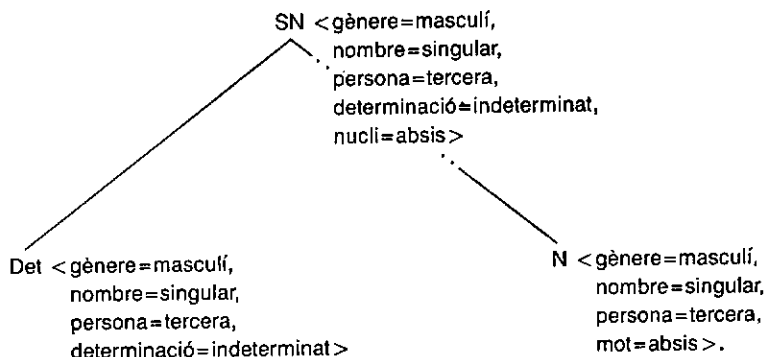 SN <gènere=masculí,
nombre=singular,
persona=tercera,
determinació=indeterminat,
nucli=absis>
Det <gènere=masculí,
nombre=singular,
persona=tercera,
determinació=indeterminat>
N <gènere=masculí,
nombre=singular,
persona=tercera,
mot=absis>.